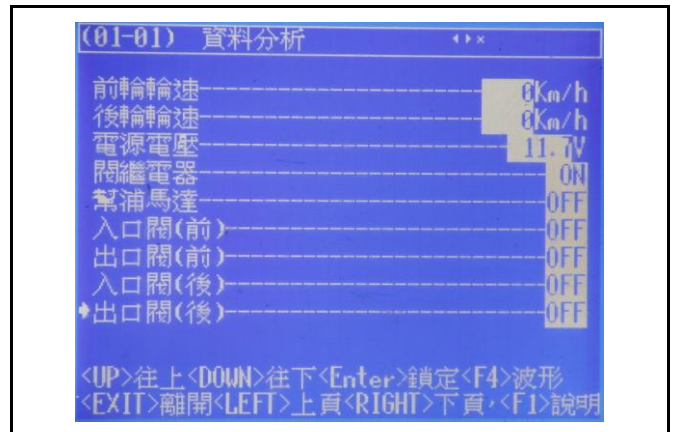 (01-01) 資料分析 ◂ ▸ ×
前輪輪速--------------------0Km/h
後輪輪速--------------------0Km/h
電源電壓--------------------11.7V
閥繼電器--------------------ON
幫浦馬達--------------------OFF
入口閥(前)--------------------OFF
出口閥(前)--------------------OFF
入口閥(後)--------------------OFF
➧出口閥(後)--------------------OFF
<UP>往上<DOWN>往下<Enter>鎖定<F4>波形
<EXIT>離開<LEFT>上頁<RIGHT>下頁,<F1>說明